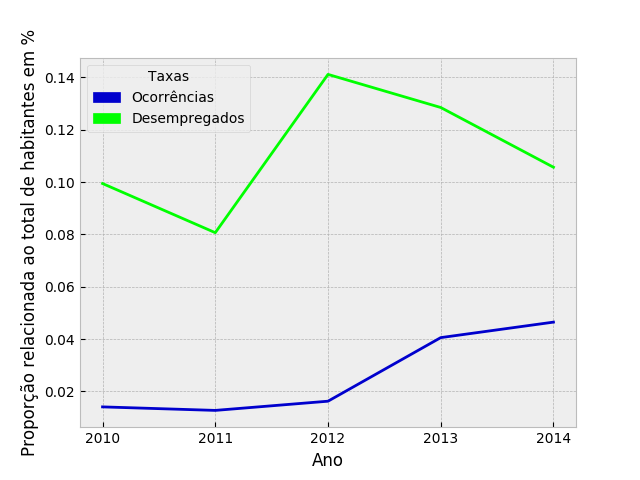 Proporção relacionada ao total de habitantes em %
0.14
0.12
0.10
0.08
0.06
0.04
0.02
Taxas
Ocorrências
Desempregados
2010 2011 2012 2013 2014
Ano